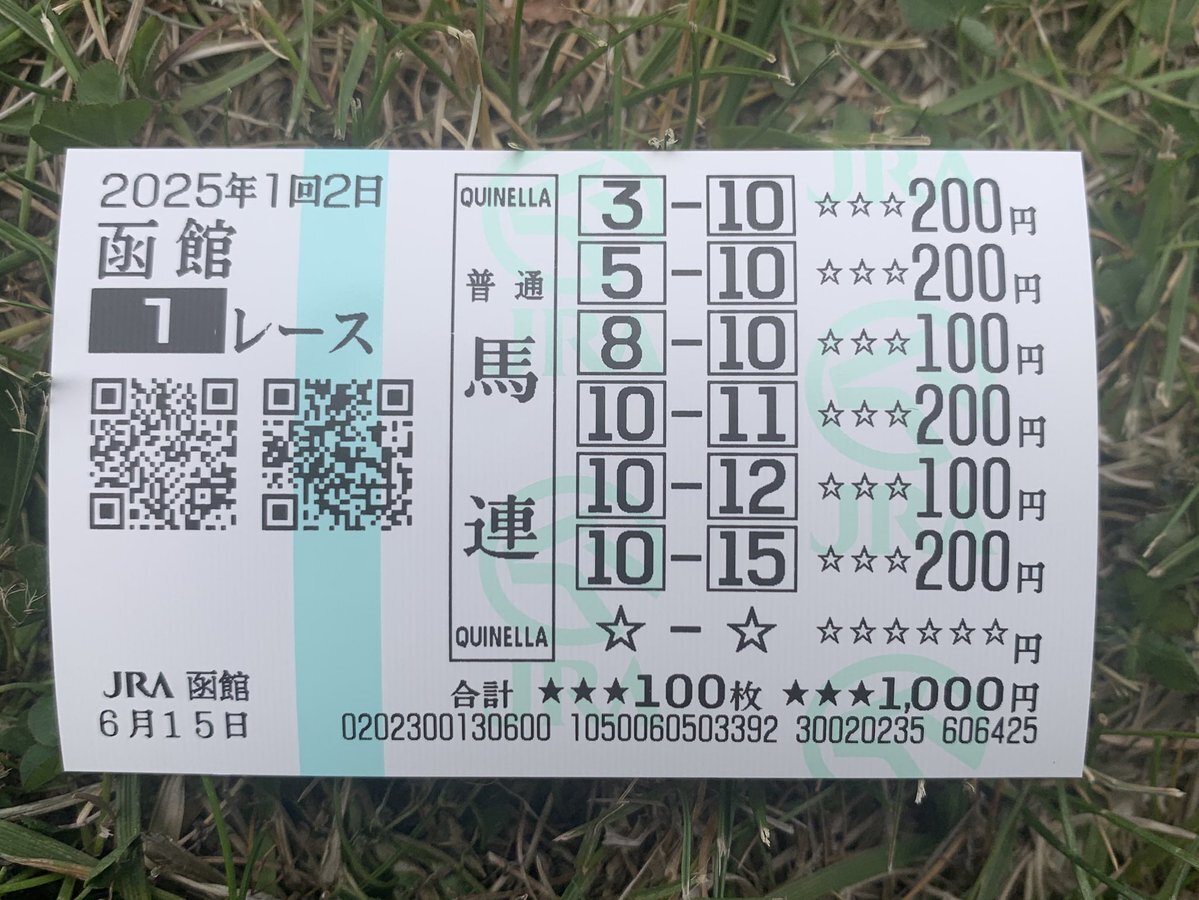 2025年1回2日
函館
1レース
JRA 函館
6月15日
QUINELLA
普通
馬連
QUINELLA
3-10 ☆☆☆200円
5-10 ☆☆☆200円
8-10 ☆☆☆100円
10-11 ☆☆☆200円
10-12 ☆☆☆100円
10-15 ☆☆☆200円
☆-☆ ☆☆☆☆☆☆円
合計 ★★★100枚 ★★★1,000円
0202300130600 1050060503392 30020235 606425
JRA
JRA
JRA
JRA